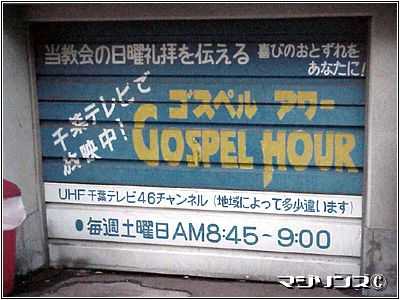 当教会の日曜礼拝を伝える
喜びのおとずれを
あなたに!
千葉テレビで
放映中!
ゴスペル アワー
GOSPEL HOUR
UHF千葉テレビ46チャンネル(地域によって多少違います)
●毎週土曜日AM8:45-9:00
マジリンス©